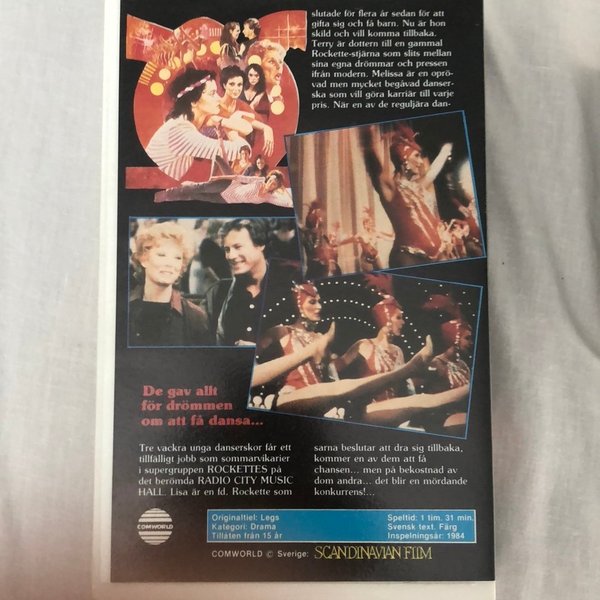 De gav allt
för drömmen
om att få dansa...
Tre vackra unga danserskor får ett
tillfälligt jobb som sommarvikarier
i supergruppen ROCKETTES på
det berömda RADIO CITY MUSIC
HALL. Lisa är en fd. Rockette som
slutade för flera år sedan för att
gifta sig och få barn. Nu är hon
skild och vill komma tillbaka.
Terry är dottern till en gammal
Rockette-stjärna som slits mellan
sina egna drömmar och pressen
ifrån modern. Melissa är en oprö-
vad men mycket begåvad danser-
ska som vill göra karriär till varje
pris. När en av de reguljära dan-
sarna beslutar att dra sig tillbaka,
kommer en av dem att få
chansen... men på bekostnad av
dom andra... det blir en mördande
konkurrens!...
COMWORLD
Originaltiel: Legs
Kategori: Drama
Tillåten från 15 år
Speltid: 1 tim. 31 min.
Svensk text. Färg
Inspelningsår: 1984
COMWORLD © Sverige: SCANDINAVIAN FILM